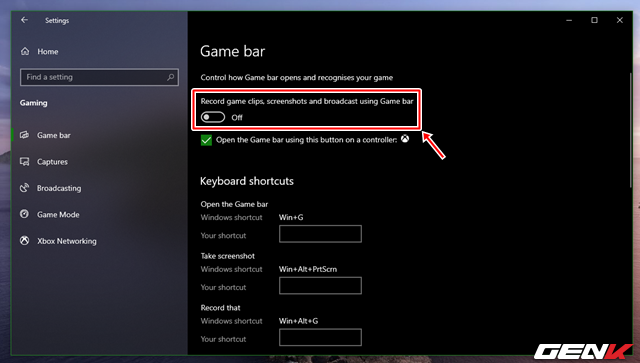 Settings
Home
Find a setting
Gaming
Game bar
Captures
Broadcasting
Game Mode
Xbox Networking
Game bar
Control how Game bar opens and recognises your game
Record game clips, screenshots and broadcast using Game bar
Off
Open the Game bar using this button on a controller:
Keyboard shortcuts
Open the Game bar
Windows shortcut Win+G
Your shortcut
Take screenshot
Windows shortcut Win+Alt+PrtScrn
Your shortcut
Record that
Windows shortcut Win+Alt+G
Your shortcut
GENK